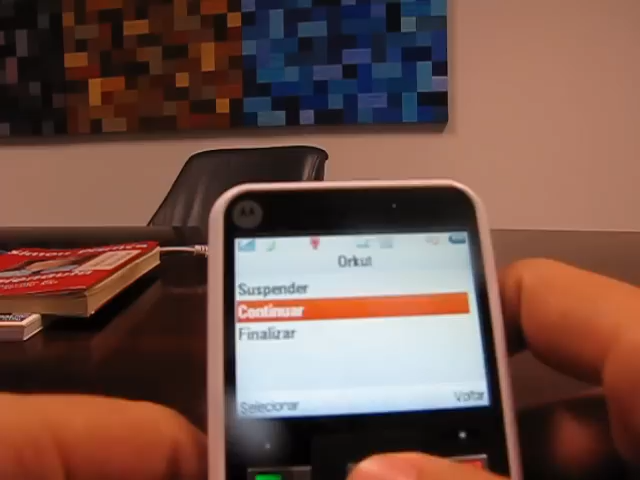 Orkut
Suspender
Continuar
Finalizar
Selecionar
Voltar